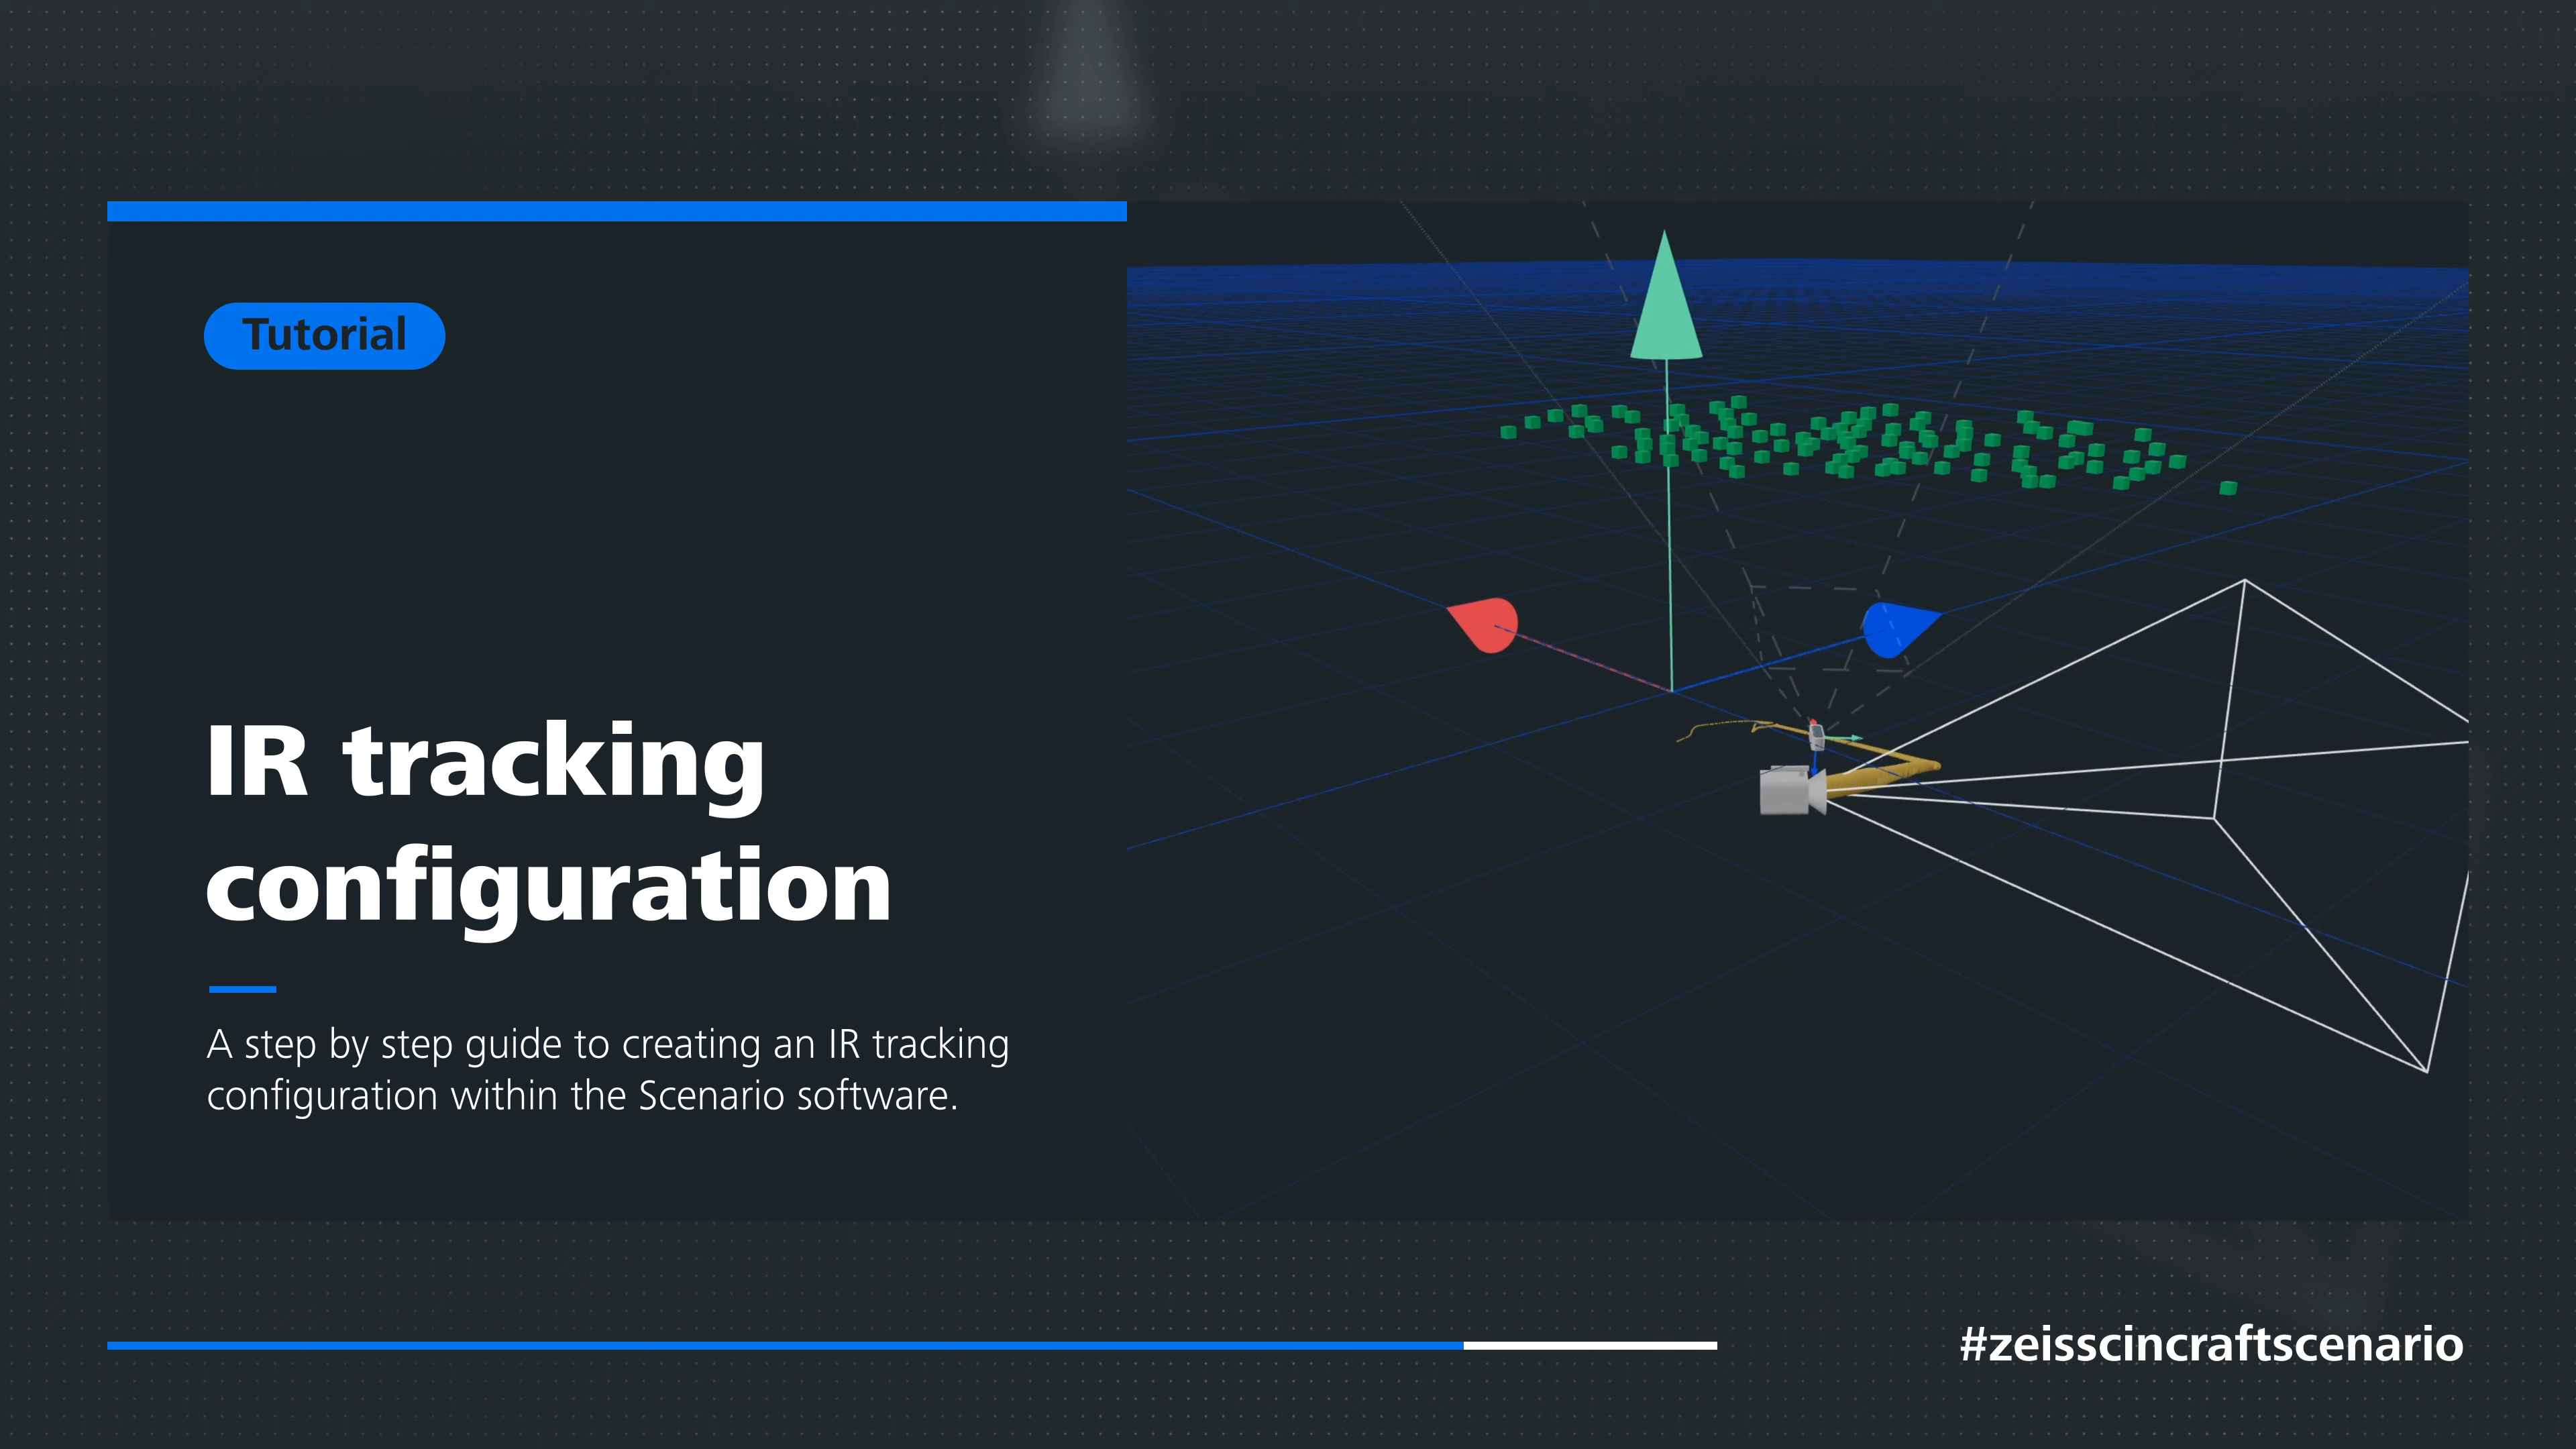 Tutorial
IR tracking
configuration
A step by step guide to creating an IR tracking
configuration within the Scenario software.
#zeisscincraftscenario